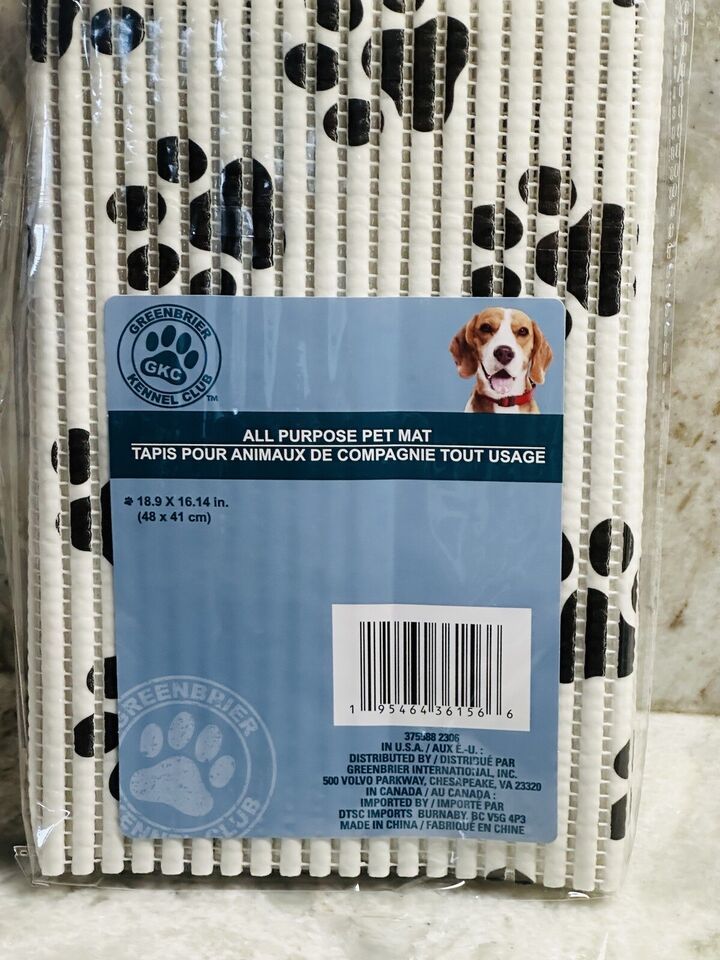 GREENBRIER
GKC
KENNEL CLUB
TM
ALL PURPOSE PET MAT
TAPIS POUR ANIMAUX DE COMPAGNIE TOUT USAGE
18.9 X 16.14 in.
(48 x 41 cm)
1 95464 36156 6
GREENBRIER
KENNEL CLUB
375588 2306
IN U.S.A. / AUX É.-U. :
DISTRIBUTED BY / DISTRIBUÉ PAR
GREENBRIER INTERNATIONAL, INC.
500 VOLVO PARKWAY, CHESAPEAKE, VA 23320
IN CANADA / AU CANADA :
IMPORTED BY / IMPORTÉ PAR
DTSC IMPORTS BURNABY, BC V5G 4P3
MADE IN CHINA / FABRIQUÉ EN CHINE